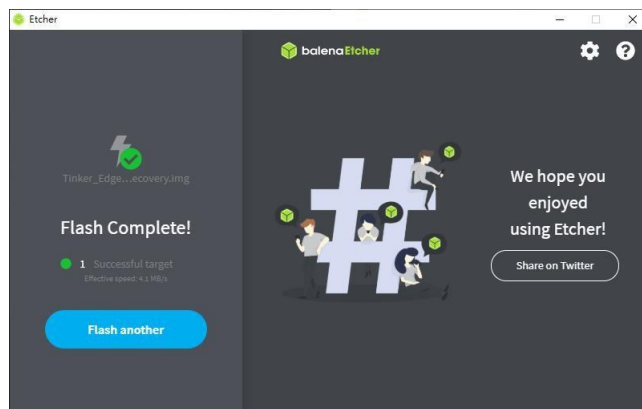 Etcher
balenaEtcher
Tinker_Edge...ecovery.img
Flash Complete!
1 Successful target
Effective speed: 4.1 MB/s
Flash another
We hope you
enjoyed
using Etcher!
Share on Twitter